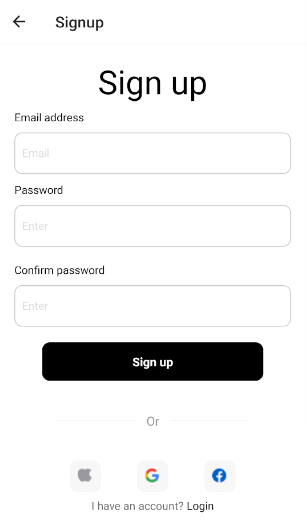 Signup
Sign up
Email address
Email
Password
Enter
Confirm password
Enter
Sign up
Or
I have an account? Login